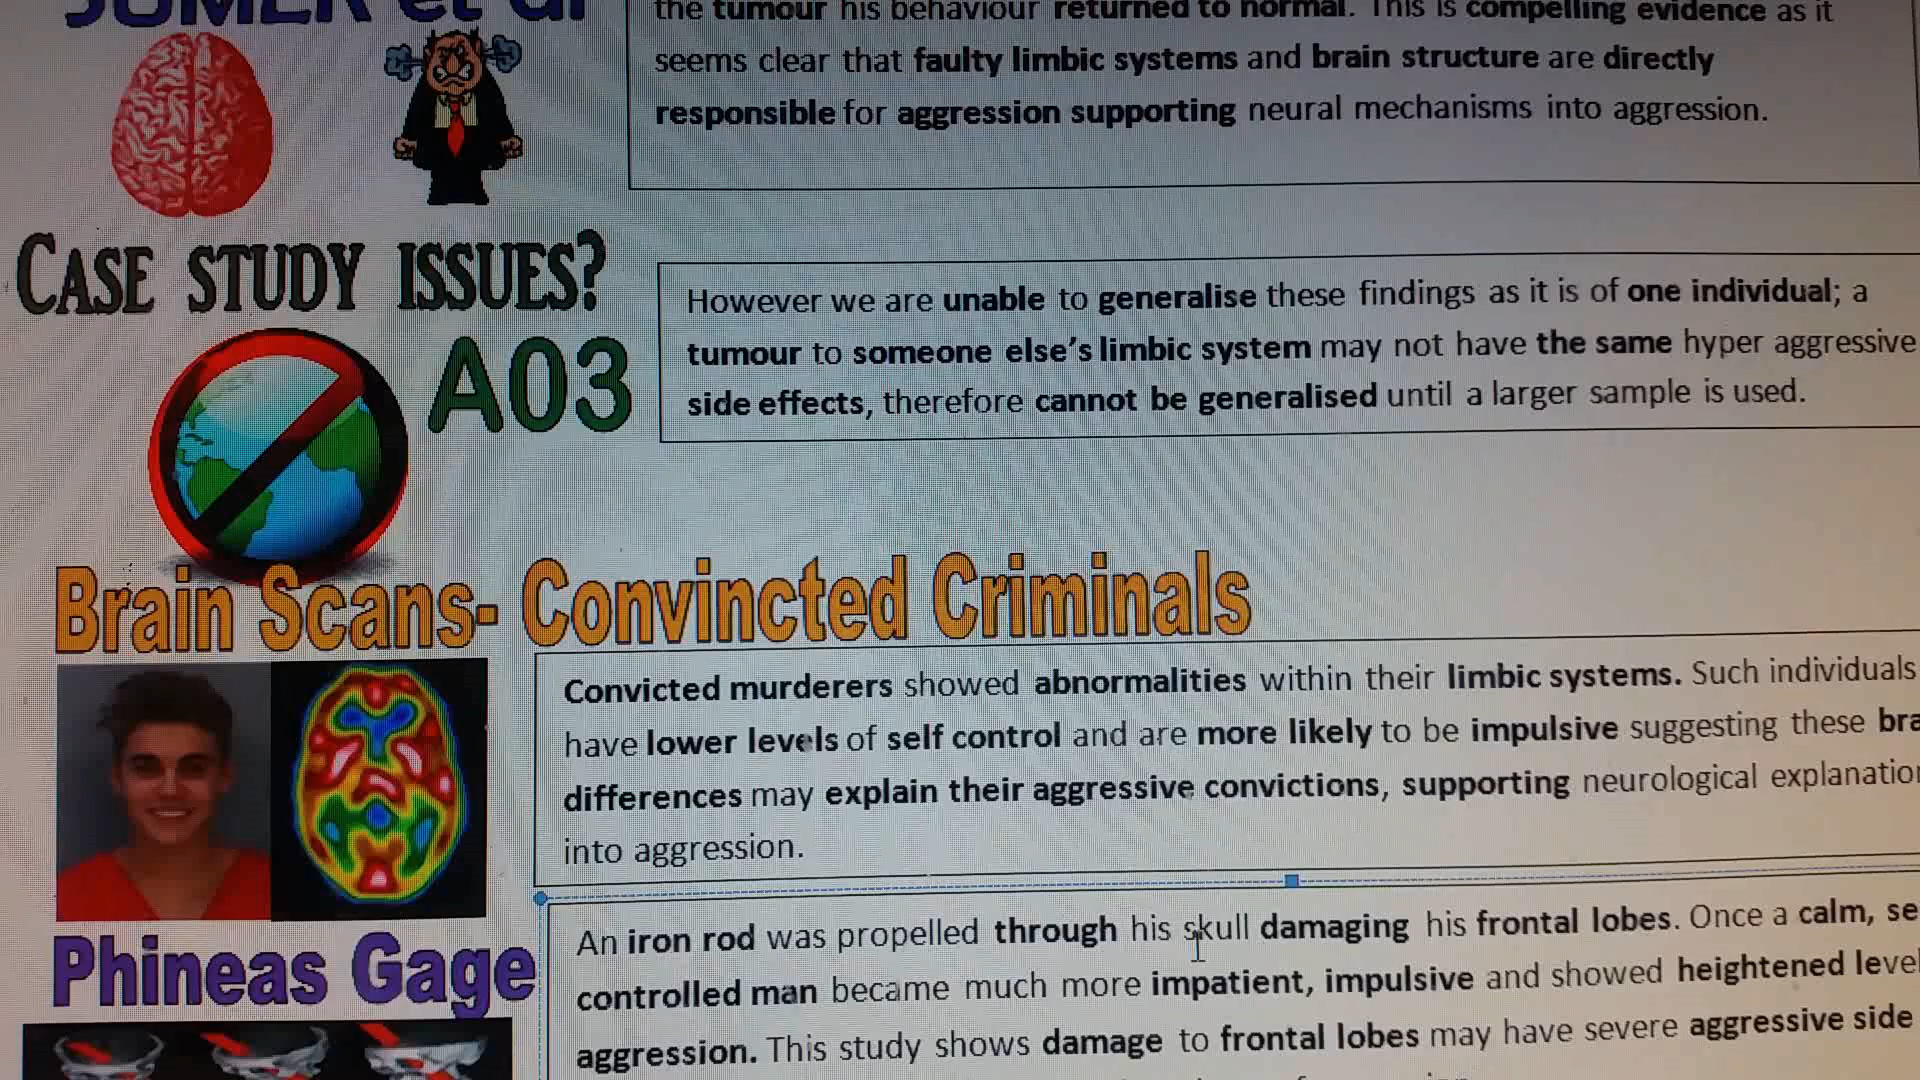 SUMER et al
the tumour his behaviour returned to normal. This is compelling evidence as it
seems clear that faulty limbic systems and brain structure are directly
responsible for aggression supporting neural mechanisms into aggression.
CASE STUDY ISSUES?
A03
However we are unable to generalise these findings as it is of one individual; a
tumour to someone else's limbic system may not have the same hyper aggressive
side effects, therefore cannot be generalised until a larger sample is used.
Brain Scans- Convincted Criminals
Convicted murderers showed abnormalities within their limbic systems. Such individuals
have lower levels of self control and are more likely to be impulsive suggesting these
differences may explain their aggressive convictions, supporting neurological
into aggression.
Phineas Gage
An iron rod was propelled through his skull damaging his frontal lobes. Once a calm,
controlled man became much more impatient, impulsive and showed heightened
aggression. This study shows damage to frontal lobes may have severe aggressive side